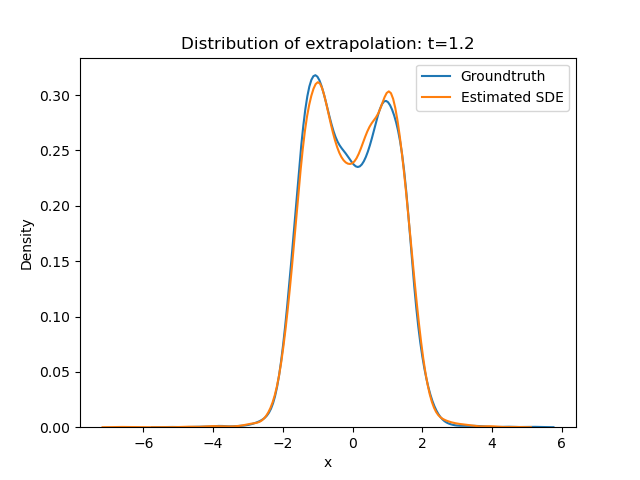 Distribution of extrapolation: t=1.2
Groundtruth
Estimated SDE
Density
0.30
0.25
0.20
0.15
0.10
0.05
0.00
−6 −4 −2 0 2 4 6
x